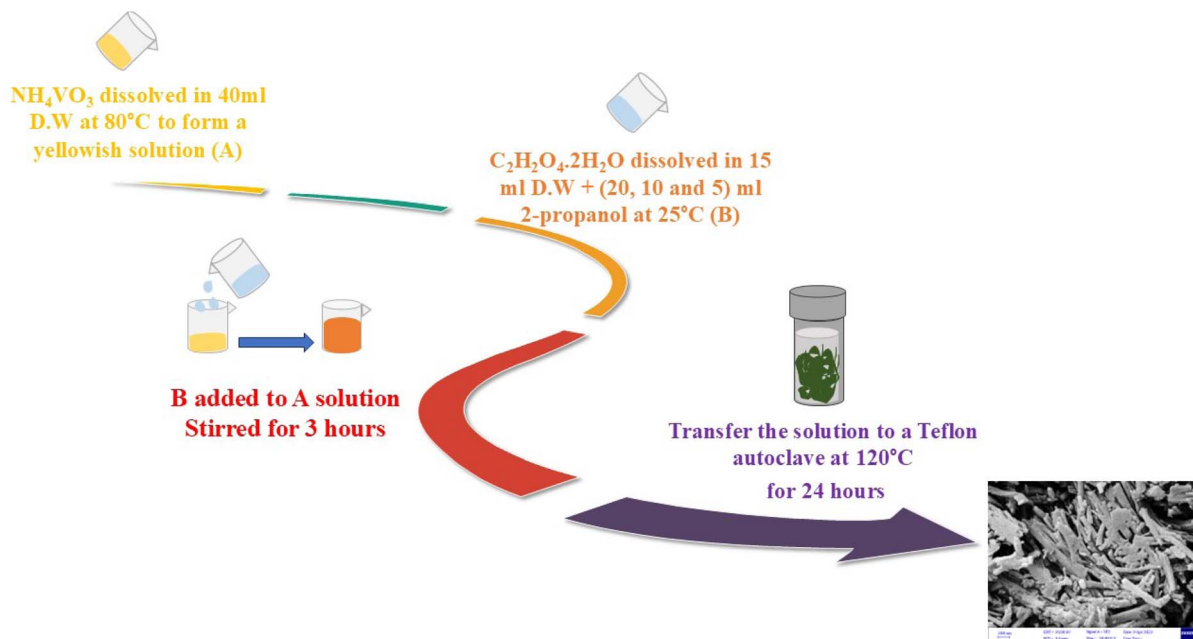 NH₄VO₃ dissolved in 40ml
D.W at 80°C to form a
yellowish solution (A)
C₂H₂O₄.2H₂O dissolved in 15
ml D.W + (20, 10 and 5) ml
2-propanol at 25°C (B)
B added to A solution
Stirred for 3 hours
Transfer the solution to a Teflon
autoclave at 120°C
for 24 hours